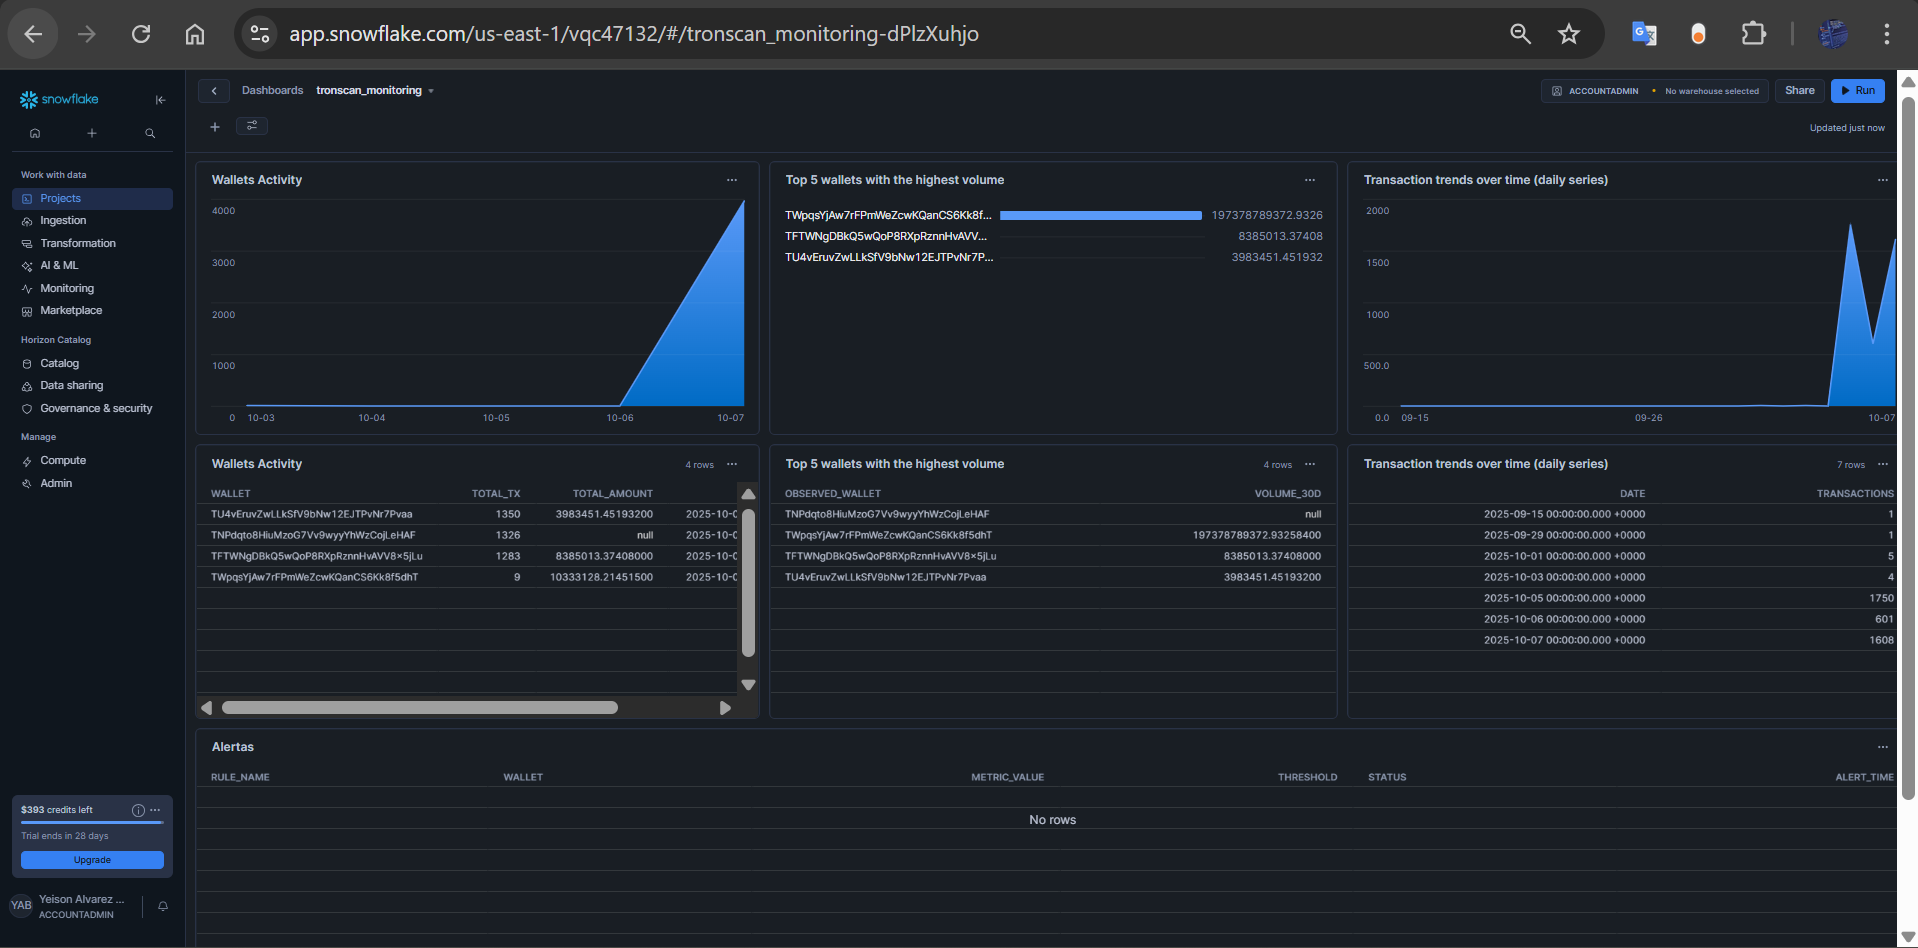 app.snowflake.com/us-east-1/vqc47132/#/tronscan_monitoring-dPlzXuhjo
snowflake
Dashboards tronscan_monitoring
ACCOUNTADMIN • No warehouse selected
Share
Run
Updated just now
Work with data
Projects
Ingestion
Transformation
AI & ML
Monitoring
Marketplace
Horizon Catalog
Catalog
Data sharing
Governance & security
Manage
Compute
Admin
$393 credits left
Trial ends in 28 days
Upgrade
YAB
Yeison Alvarez ...
ACCOUNTADMIN
Wallets Activity
4000
3000
2000
1000
0
10-03 10-04 10-05 10-06 10-07
Top 5 wallets with the highest volume
TWpqsYjAw7rFPmWeZcwKQanCS6Kk8f... 197378789372.9326
TFTWNgDBkQ5wQoP8RXpRznnHvAVV... 8385013.37408
TU4vEruvZwLLkSfV9bNw12EJTPvNr7P... 3983451.451932
Transaction trends over time (daily series)
2000
1500
1000
500.0
0.0
09-15 09-26 10-07
Wallets Activity 4 rows
WALLET TOTAL_TX TOTAL_AMOUNT
TU4vEruvZwLLkSfV9bNw12EJTPvNr7Pvaa 1350 3983451.45193200 2025-10-0
TNPdqto8HiuMzoG7Vv9wyyYhWzCojLeHAF 1326 null 2025-10-0
TFTWNgDBkQ5wQoP8RXpRznnHvAVV8×5jLu 1283 8385013.37408000 2025-10-0
TWpqsYjAw7rFPmWeZcwKQanCS6Kk8f5dhT 9 10333128.21451500 2025-10-0
Top 5 wallets with the highest volume 4 rows
OBSERVED_WALLET VOLUME_30D
TNPdqto8HiuMzoG7Vv9wyyYhWzCojLeHAF null
TWpqsYjAw7rFPmWeZcwKQanCS6Kk8f5dhT 197378789372.93258400
TFTWNgDBkQ5wQoP8RXpRznnHvAVV8×5jLu 8385013.37408000
TU4vEruvZwLLkSfV9bNw12EJTPvNr7Pvaa 3983451.45193200
Transaction trends over time (daily series) 7 rows
DATE TRANSACTIONS
2025-09-15 00:00:00.000 +0000 1
2025-09-29 00:00:00.000 +0000 1
2025-10-01 00:00:00.000 +0000 5
2025-10-03 00:00:00.000 +0000 4
2025-10-05 00:00:00.000 +0000 1750
2025-10-06 00:00:00.000 +0000 601
2025-10-07 00:00:00.000 +0000 1608
Alertas
RULE_NAME WALLET METRIC_VALUE THRESHOLD STATUS ALERT_TIME
No rows